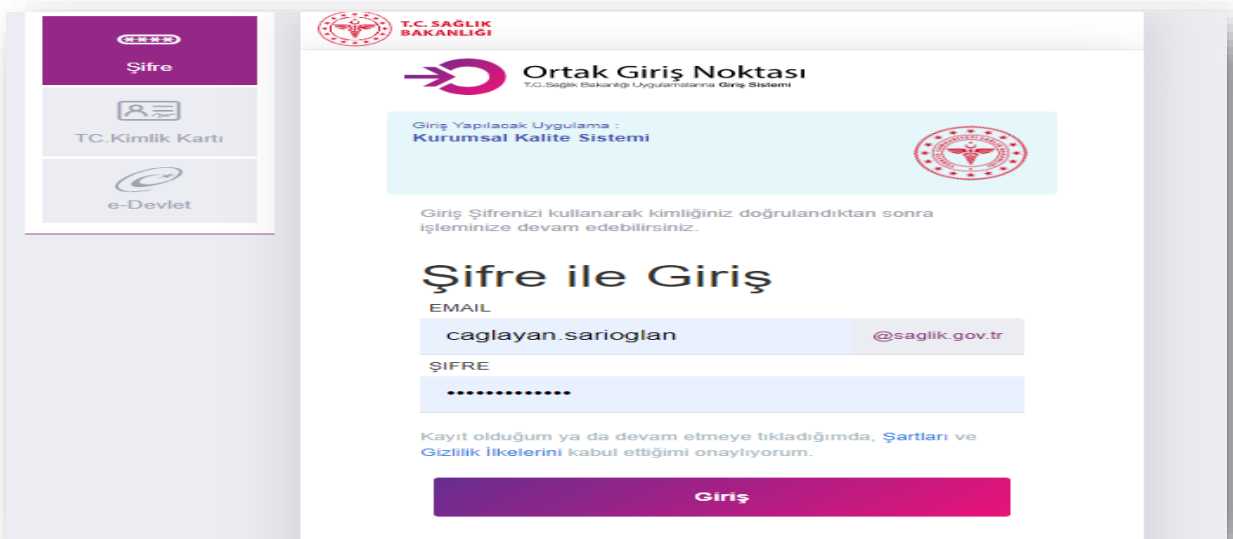 Şifre
TC.Kimlik Kartı
e-Devlet
T.C. SAĞLIK
BAKANLIĞI
Ortak Giriş Noktası
T.C.Sağlık Bakanlığı Uygulamalarına Giriş Sistemi
Giriş Yapılacak Uygulama :
Kurumsal Kalite Sistemi
Giriş Şifrenizi kullanarak kimliğiniz doğrulandıktan sonra
işleminize devam edebilirsiniz.
Şifre ile Giriş
EMAIL
caglayan.sarioglan @saglik.gov.tr
ŞIFRE
•••••••••••••
Kayıt olduğum ya da devam etmeye tıkladığımda, Şartları ve
Gizlilik İlkelerini kabul ettiğimi onaylıyorum.
Giriş